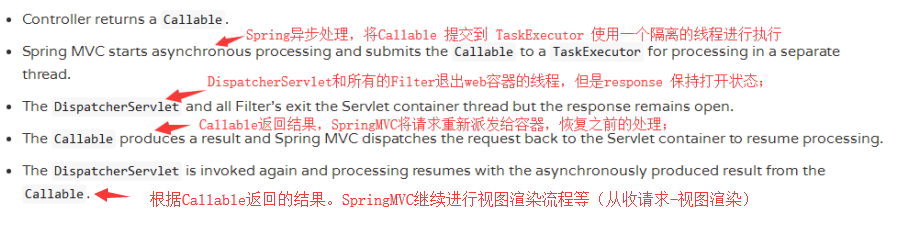 Controller returns a Callable.
Spring异步处理，将Callable 提交到 TaskExecutor 使用一个隔离的线程进行执行
Spring MVC starts asynchronous processing and submits the Callable to a TaskExecutor for processing in a separate
thread.
DispatcherServlet和所有的Filter退出web容器的线程，但是response 保持打开状态；
The DispatcherServlet and all Filter's exit the Servlet container thread but the response remains open.
Callable返回结果，SpringMVC将请求重新派发给容器，恢复之前的处理；
The Callable produces a result and Spring MVC dispatches the request back to the Servlet container to resume processing.
The DispatcherServlet is invoked again and processing resumes with the asynchronously produced result from the
Callable.
根据Callable返回的结果。SpringMVC继续进行视图渲染流程等（从收请求-视图渲染）